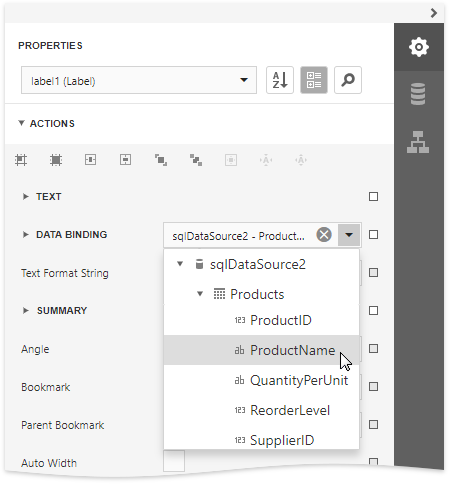 PROPERTIES
label1 (Label)
A
Z
ACTIONS
TEXT
DATA BINDING
sqlDataSource2 - Product...
Text Format String
sqlDataSource2
Products
SUMMARY
123 ProductID
Angle
ab ProductName
Bookmark
ab QuantityPerUnit
Parent Bookmark
123 ReorderLevel
Auto Width
123 SupplierID